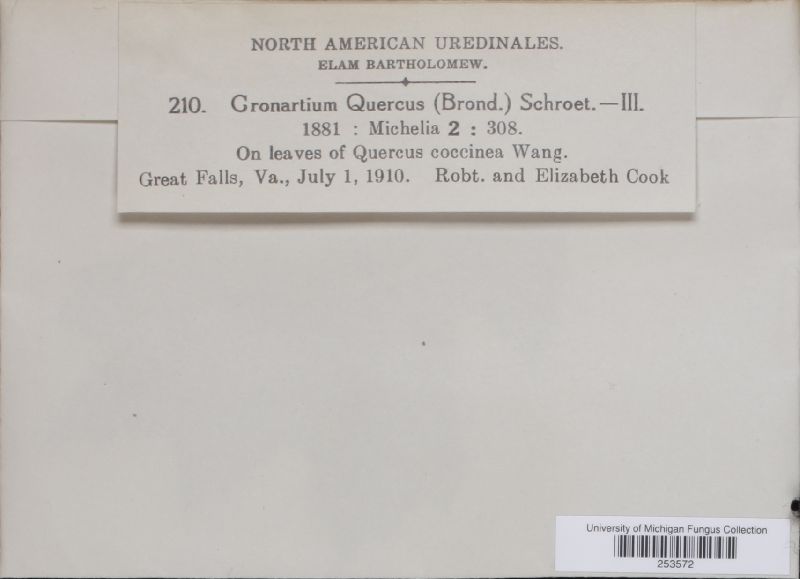 NORTH AMERICAN UREDINALES.
ELAM BARTHOLOMEW.
210. Cronartium Quercus (Brond.) Schroet.—III.
1881 : Michelia 2 : 308.
On leaves of Quercus coccinea Wang.
Great Falls, Va., July 1, 1910. Robt. and Elizabeth Cook
University of Michigan Fungus Collection
253572